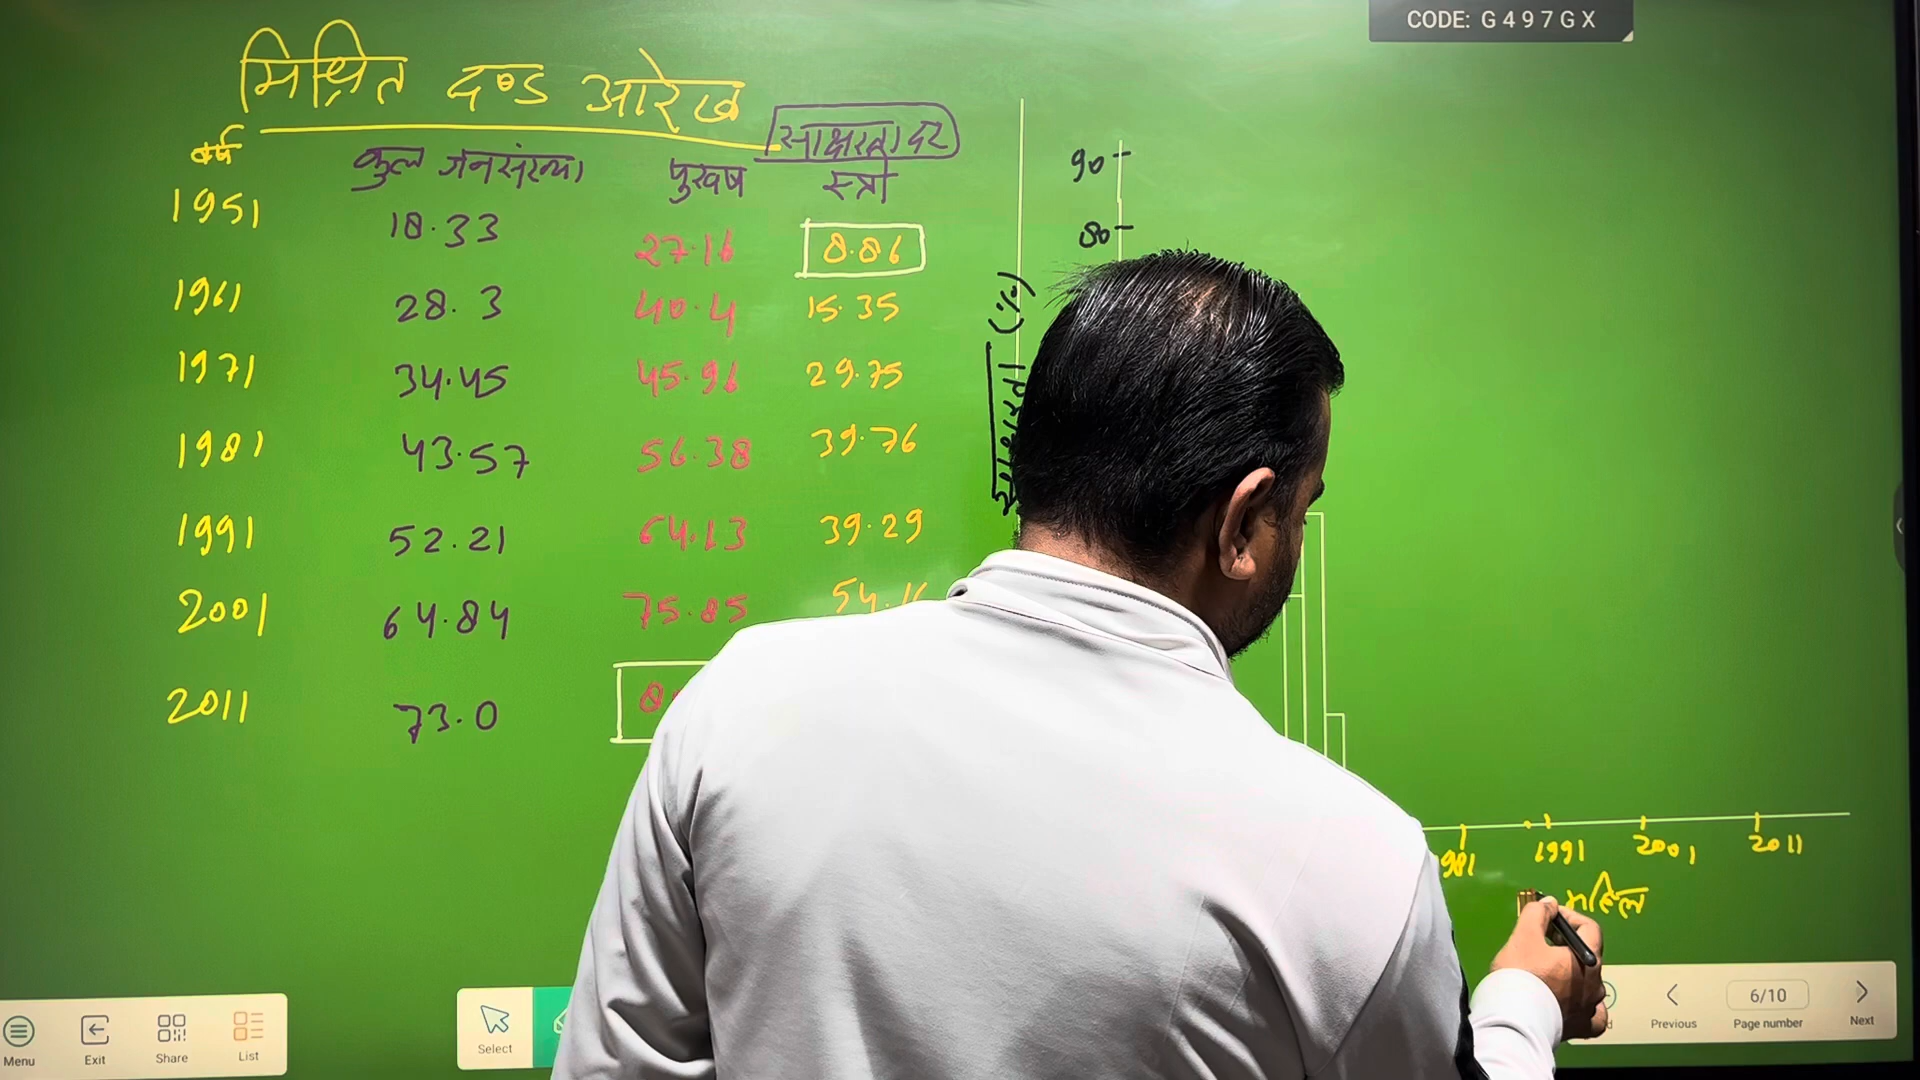 CODE: G497GX
मिश्रित दण्ड आरेख
साक्षरता दर
वर्ष कुल जनसंख्या पुरुष स्त्री
1951 18.33 27.16 8.86
1961 28.3 40.4 15.35
1971 34.45 45.96 29.75
1981 43.57 56.38 39.76
1991 52.21 64.13 39.29
2001 64.84 75.85
2011 73.0
90
80
(%)
1991 2001 2011
Menu
Exit
Share
List
Select
Previous
6/10
Page number
Next